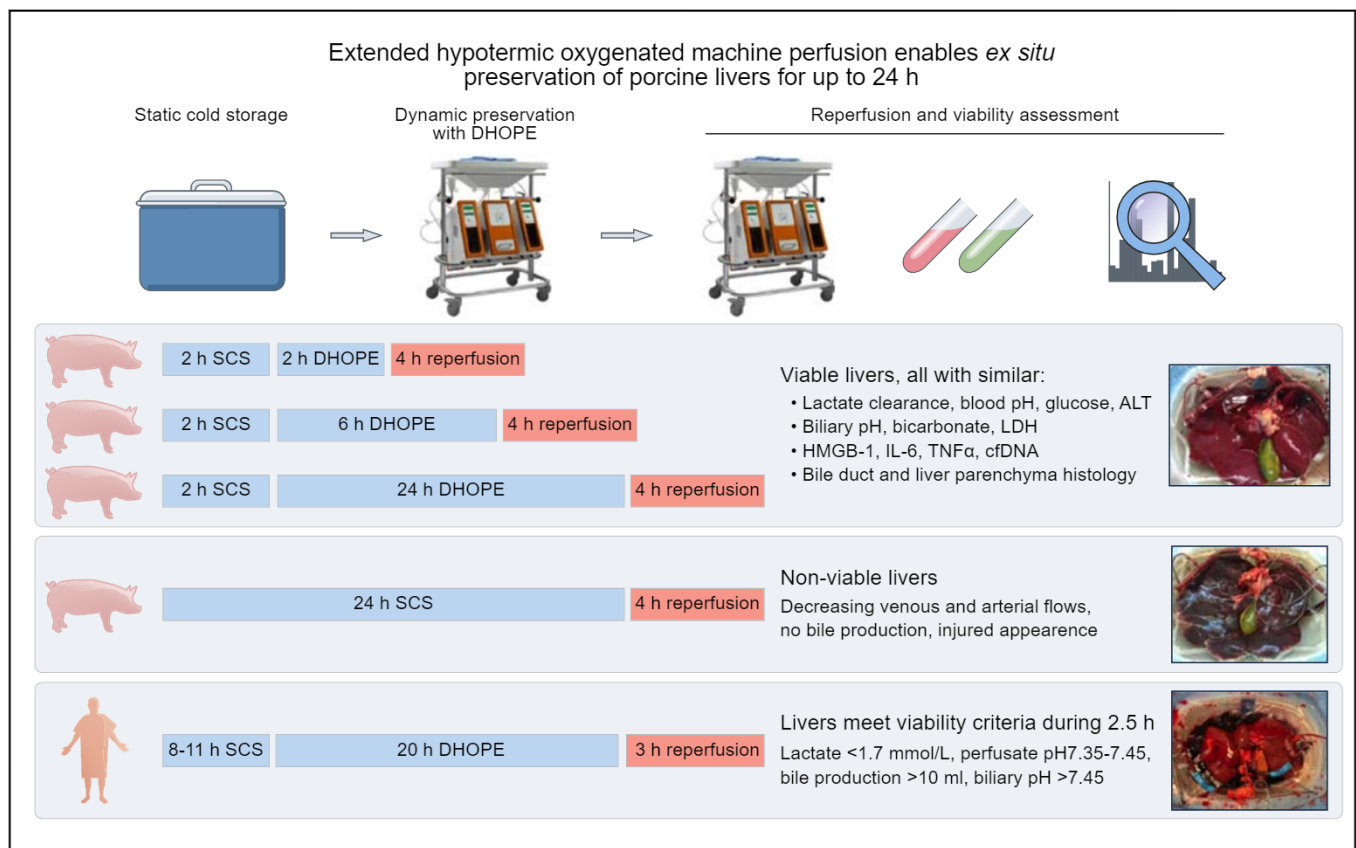 Extended hypotermic oxygenated machine perfusion enables ex situ
preservation of porcine livers for up to 24 h
Static cold storage
Dynamic preservation
with DHOPE
Reperfusion and viability assessment
2 h SCS
2 h DHOPE
4 h reperfusion
2 h SCS
6 h DHOPE
4 h reperfusion
2 h SCS
24 h DHOPE
4 h reperfusion
Viable livers, all with similar:
• Lactate clearance, blood pH, glucose, ALT
• Biliary pH, bicarbonate, LDH
• HMGB-1, IL-6, TNFα, cfDNA
• Bile duct and liver parenchyma histology
24 h SCS
4 h reperfusion
Non-viable livers
Decreasing venous and arterial flows,
no bile production, injured appearence
8-11 h SCS
20 h DHOPE
3 h reperfusion
Livers meet viability criteria during 2.5 h
Lactate <1.7 mmol/L, perfusate pH7.35-7.45,
bile production >10 ml, biliary pH >7.45